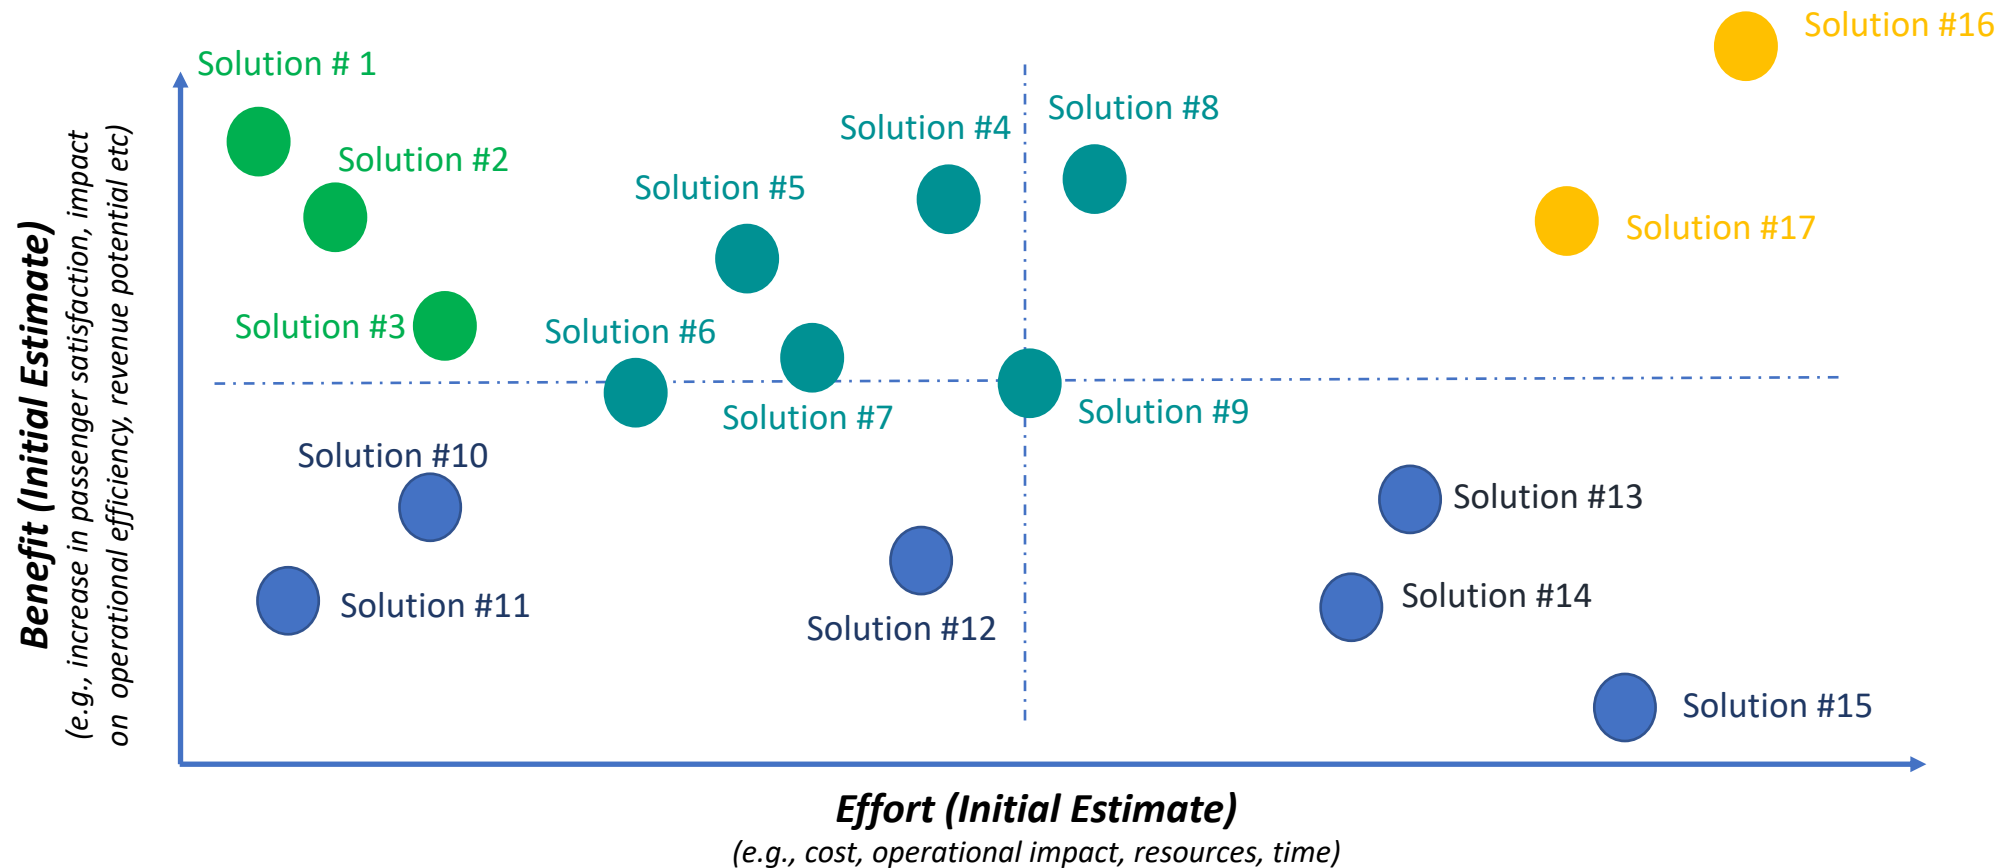 Solution #16
Solution # 1
Solution #8
Solution #4
Solution #2
Solution #5
Solution #17
Solution #3
Solution #6
Solution #7
Solution #9
Solution #10
Solution #13
Solution #14
Solution #11
Solution #12
Solution #15
Benefit (Initial Estimate)
(e.g., increase in passenger satisfaction, impact
on operational efficiency, revenue potential etc)
Effort (Initial Estimate)
(e.g., cost, operational impact, resources, time)